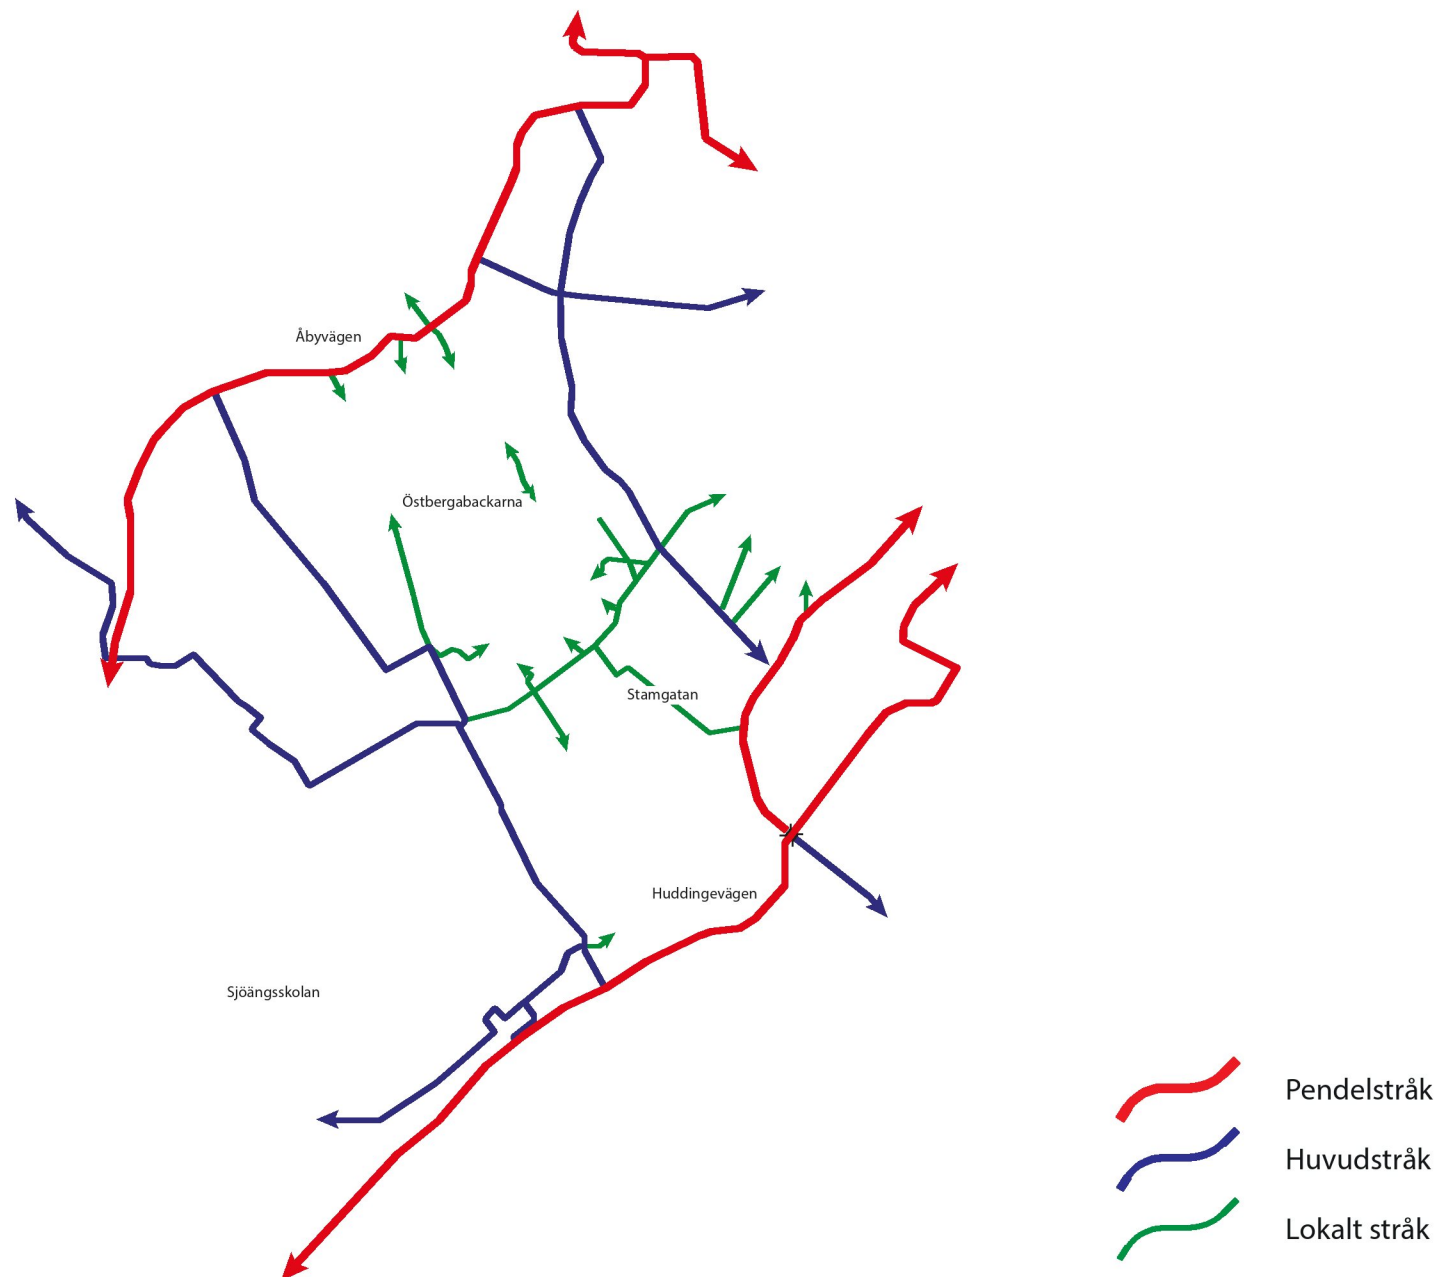 Åbyvägen
Östbergabackarna
Stamgatan
Huddingevägen
Sjöängsskolan
Pendelstråk
Huvudstråk
Lokalt stråk